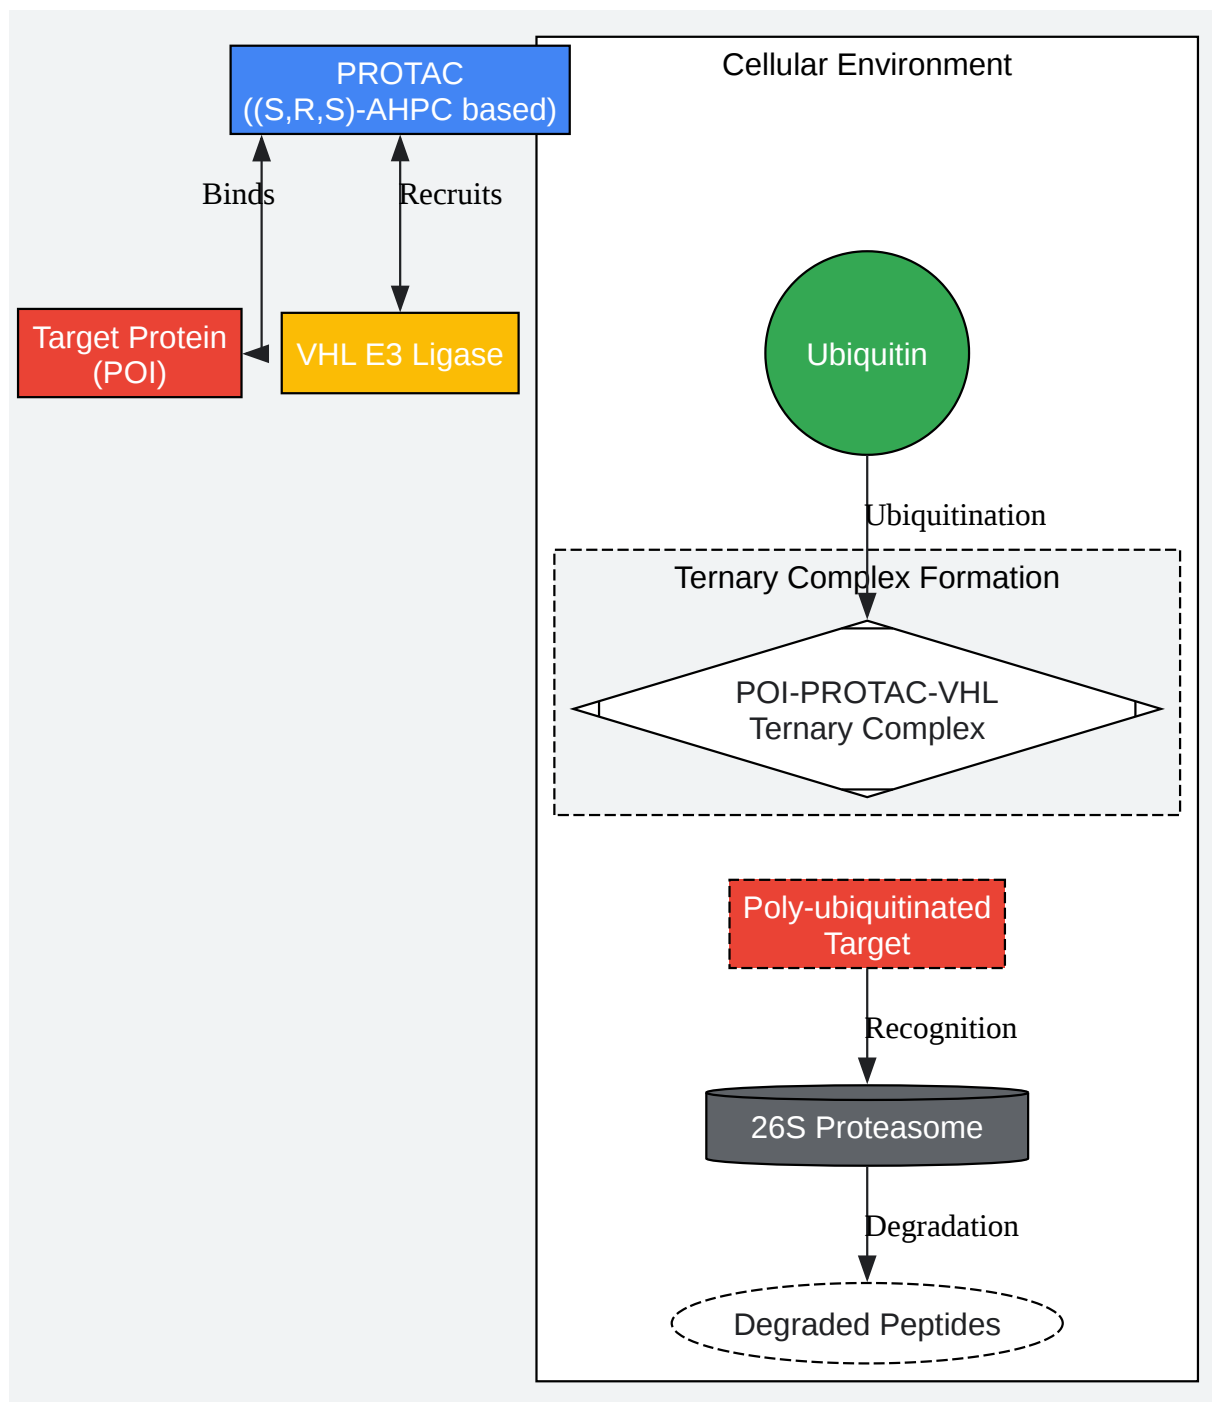 Cellular Environment
PROTAC
((S,R,S)-AHPC based)
Binds
Recruits
Target Protein
(POI)
VHL E3 Ligase
Ubiquitin
Ubiquitination
Ternary Complex Formation
POI-PROTAC-VHL
Ternary Complex
Poly-ubiquitinated
Target
Recognition
26S Proteasome
Degradation
Degraded Peptides